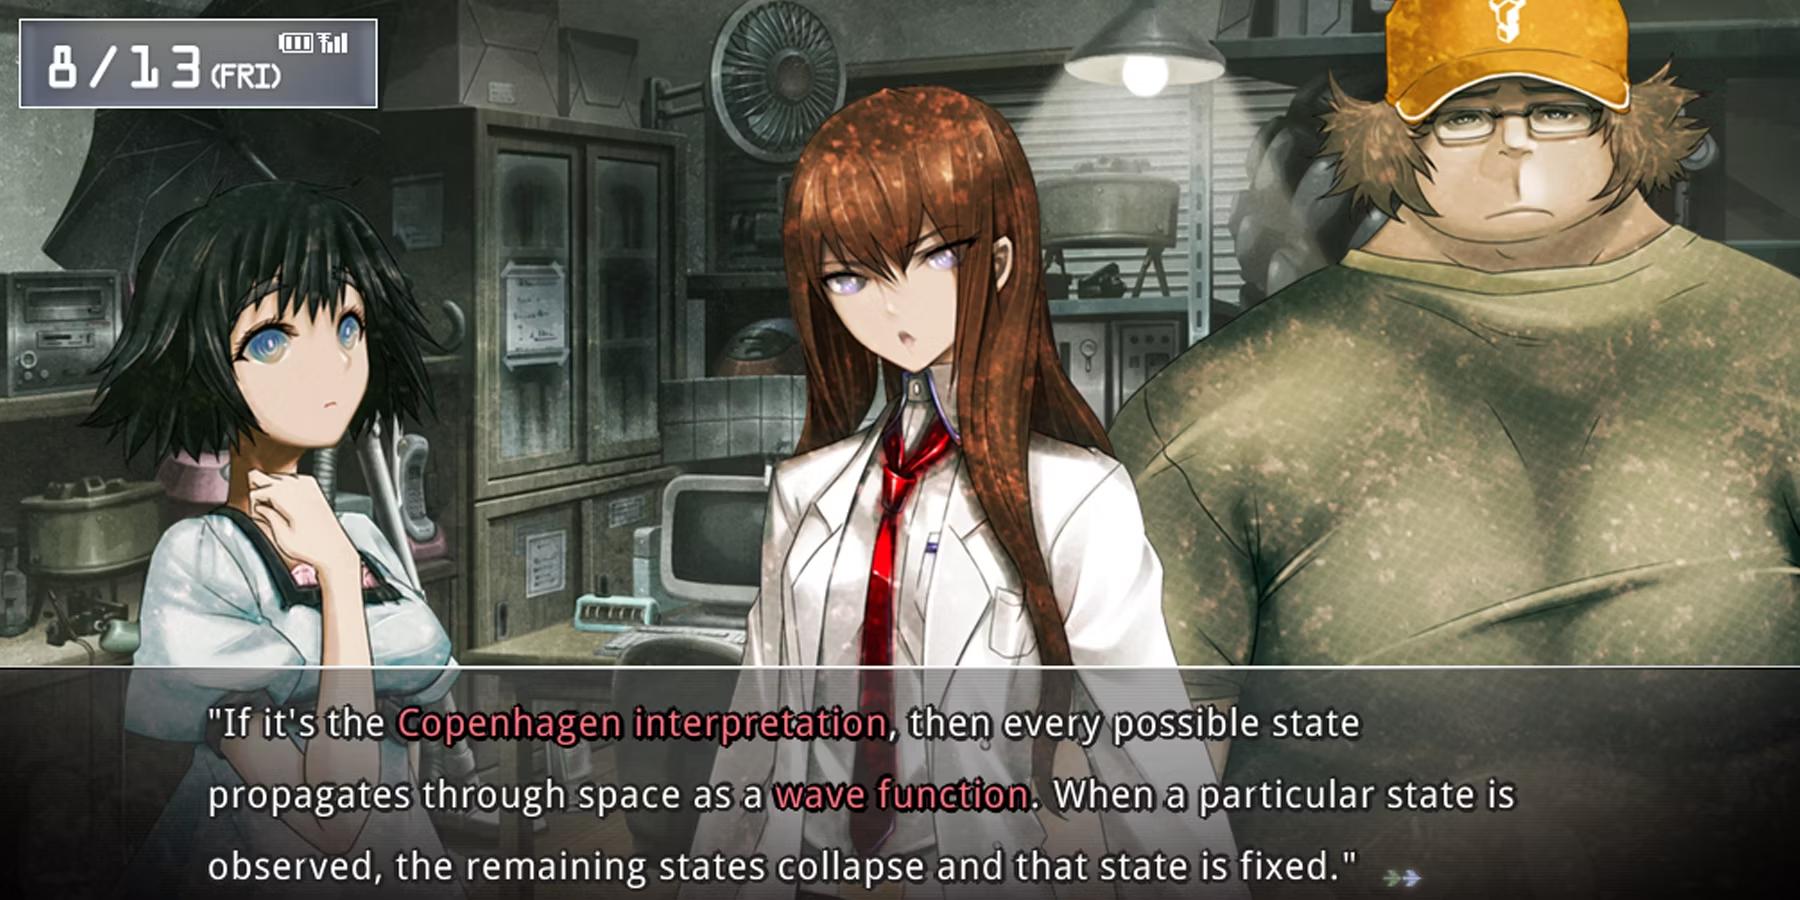 8/13(FRI)
"If it's the Copenhagen interpretation, then every possible state
propagates through space as a wave function. When a particular state is
observed, the remaining states collapse and that state is fixed."